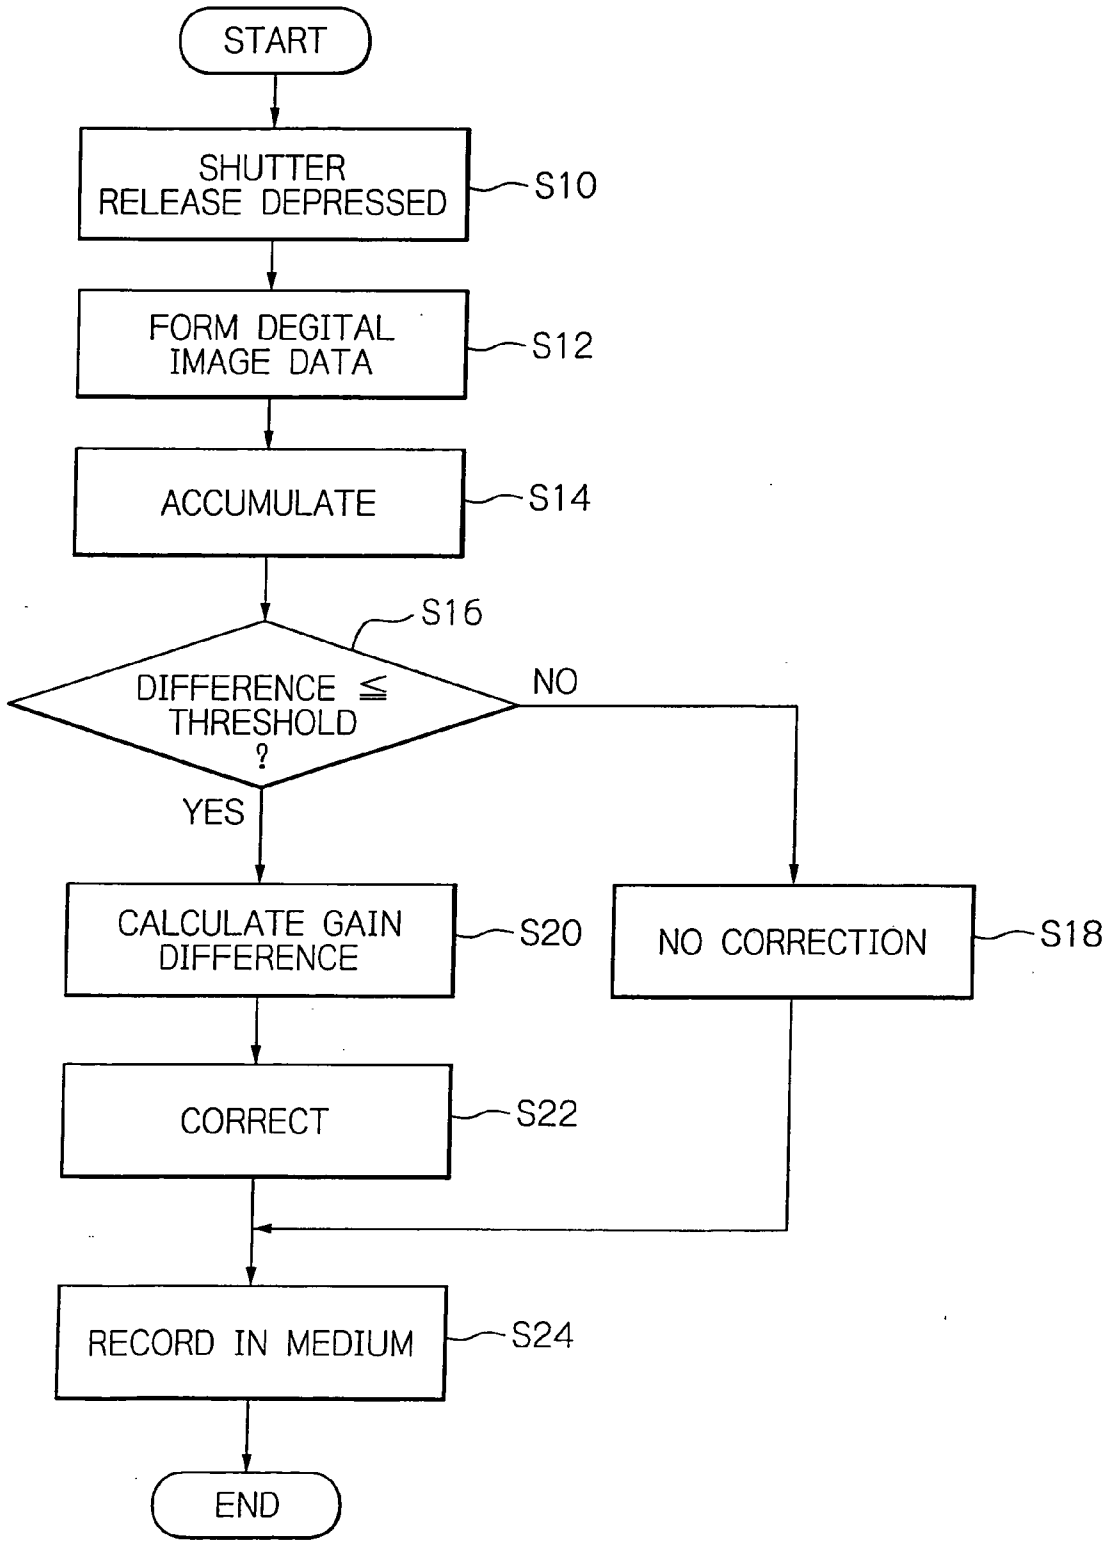 START
SHUTTER
RELEASE DEPRESSED
S10
FORM DEGITAL
IMAGE DATA
S12
ACCUMULATE
S14
S16
DIFFERENCE ≦
THRESHOLD
?
NO
YES
CALCULATE GAIN
DIFFERENCE
S20
NO CORRECTION
S18
CORRECT
S22
RECORD IN MEDIUM
S24
END